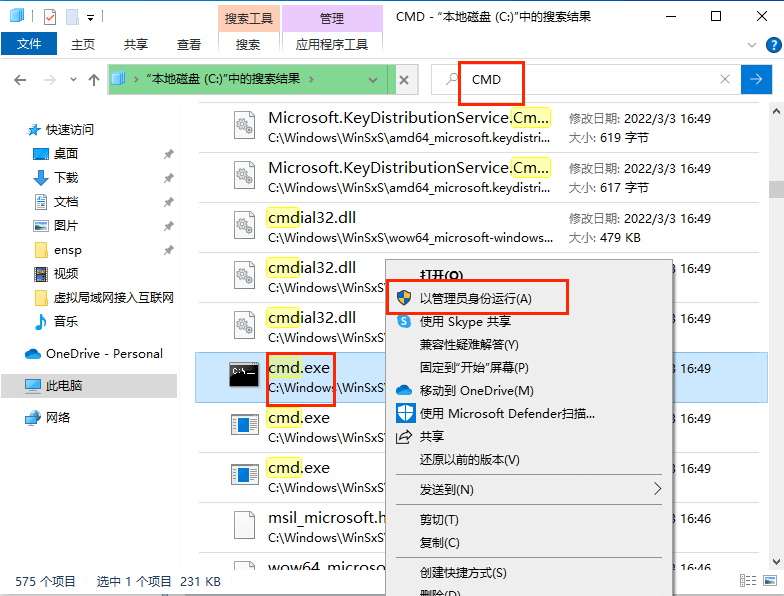 搜索工具
管理
CMD - “本地磁盘 (C:)”中的搜索结果
文件
主页
共享
查看
搜索
应用程序工具
“本地磁盘 (C:)”中的搜索结果
CMD
快速访问
桌面
下载
文档
图片
ensp
视频
虚拟局域网接入互联网
音乐
OneDrive - Personal
此电脑
网络
Microsoft.KeyDistributionService.Cm...
修改日期: 2022/3/3 16:49
C:\Windows\WinSxS\amd64_microsoft.keydistri...
大小: 619 字节
Microsoft.KeyDistributionService.Cm...
修改日期: 2022/3/3 16:49
C:\Windows\WinSxS\amd64_microsoft.keydistri...
大小: 617 字节
cmdial32.dll
修改日期: 2022/3/3 16:49
C:\Windows\WinSxS\wow64_microsoft-windows...
大小: 479 KB
cmdial32.dll
3 16:49
C:\Windows\WinSxS\
cmdial32.dll
3 16:49
C:\Windows\WinSxS\
cmd.exe
3 16:49
C:\Windows\WinSxS\
cmd.exe
3 16:49
C:\Windows\WinSxS\
cmd.exe
3 16:49
C:\Windows\WinSxS\
msil_microsoft.h
3 16:46
C:\Windows\WinSxS\
wow64_microso
3 16:46
打开(O)
以管理员身份运行(A)
使用 Skype 共享
兼容性疑难解答(Y)
固定到“开始”屏幕(P)
移动到 OneDrive(M)
使用 Microsoft Defender扫描...
共享
还原以前的版本(V)
发送到(N)
剪切(T)
复制(C)
创建快捷方式(S)
删除(D)
575 个项目
选中 1 个项目
231 KB